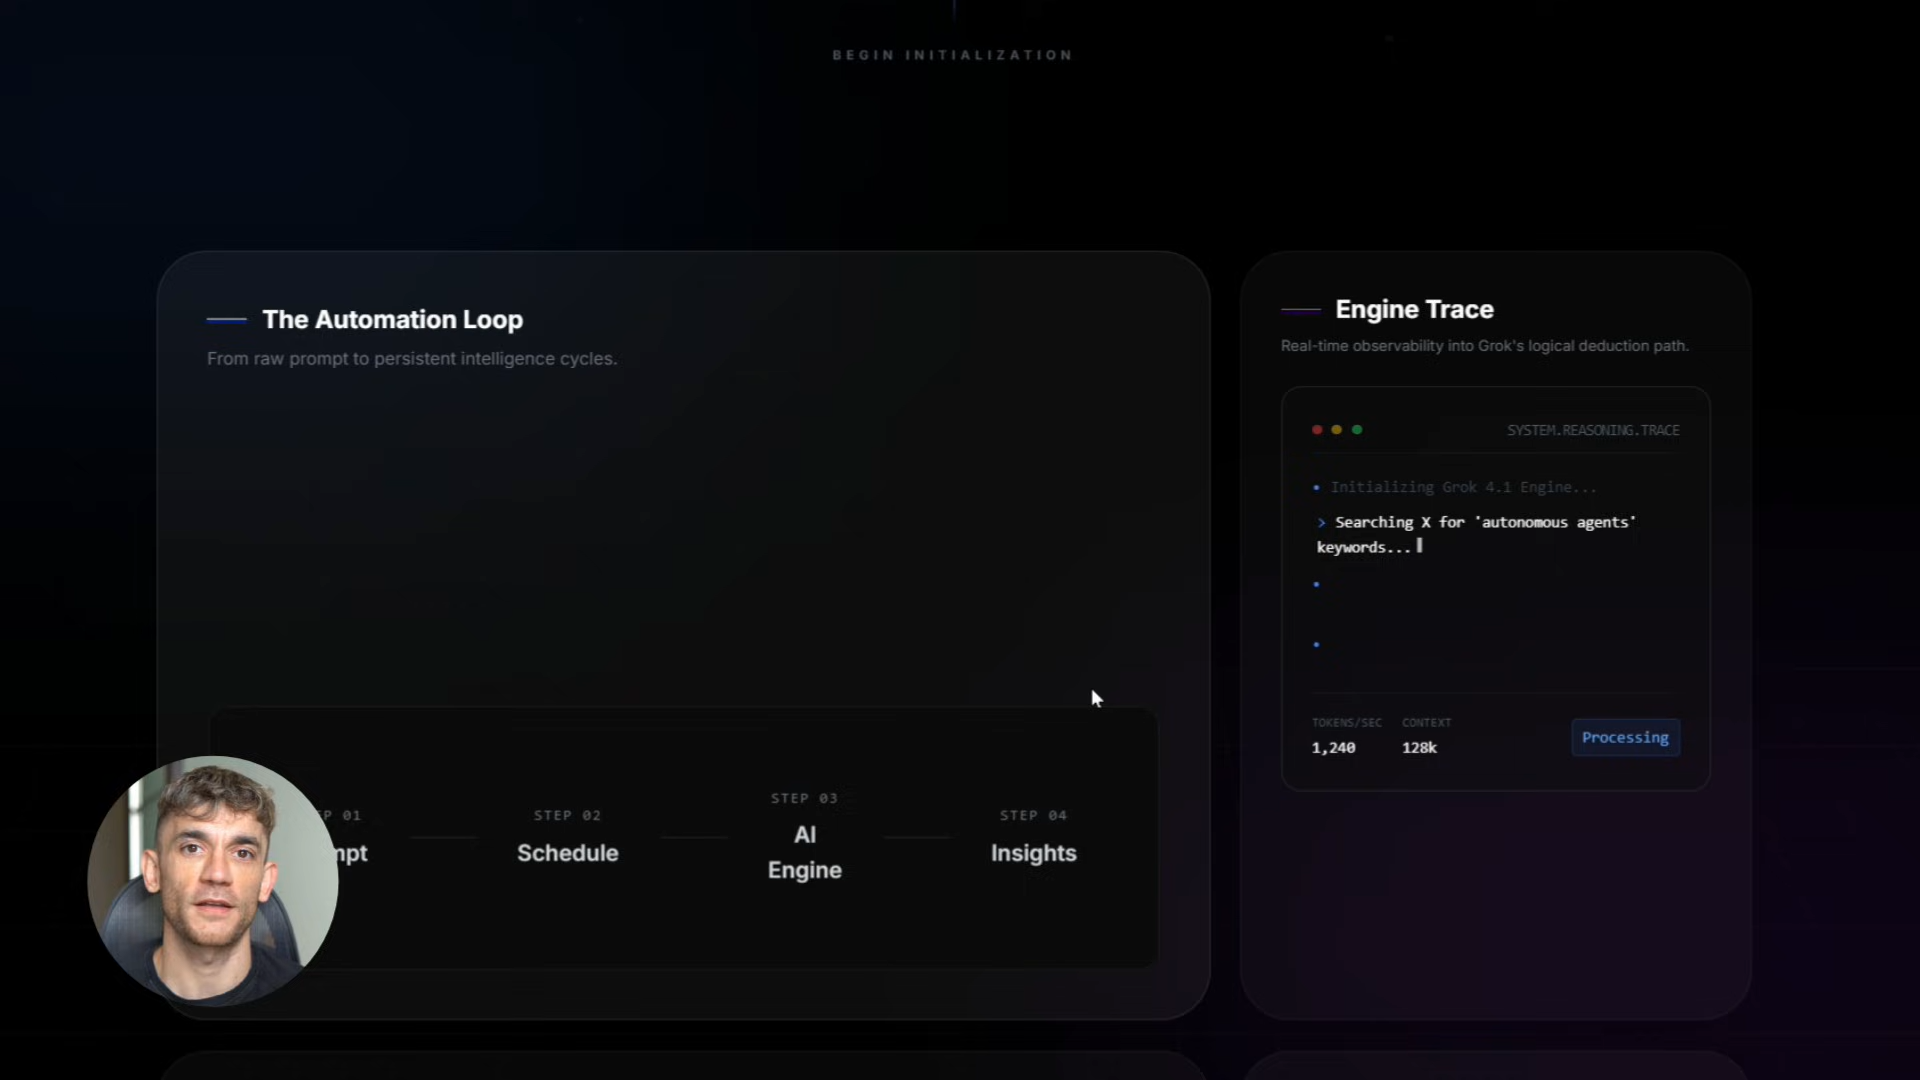 BEGIN INITIALIZATION
The Automation Loop
From raw prompt to persistent intelligence cycles.
STEP 02
Schedule
STEP 03
AI
Engine
STEP 04
Insights
Engine Trace
Real-time observability into Grok's logical deduction path.
SYSTEM.REASONING.TRACE
• Initializing Grok 4.1 Engine...
> Searching X for 'autonomous agents'
keywords...
•
•
TOKENS/SEC CONTEXT
1,240 128k
Processing